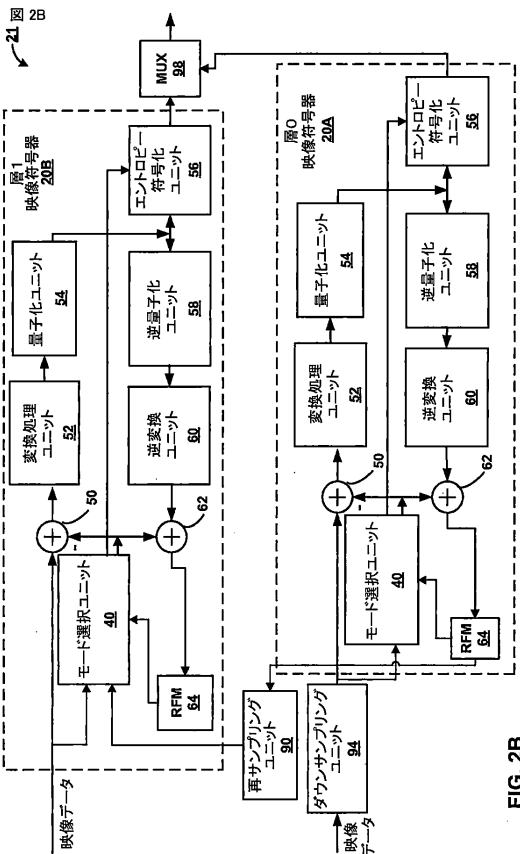 図 2B
21
MUX
98
層1
映像符号器
20B
エントロピー
符号化
ユニット
56
量子化ユニット
54
逆量子化
ユニット
58
変換処理
ユニット
52
逆変換
ユニット
60
50
62
モード選択ユニット
40
RFM
64
映像データ
層0
映像符号器
20A
エントロピー
符号化
ユニット
56
量子化ユニット
54
逆量子化
ユニット
58
変換処理
ユニット
52
逆変換
ユニット
60
50
62
モード選択ユニット
40
RFM
64
再サンプリング
ユニット
90
ダウンサンプリング
ユニット
94
映像
データ
FIG. 2B